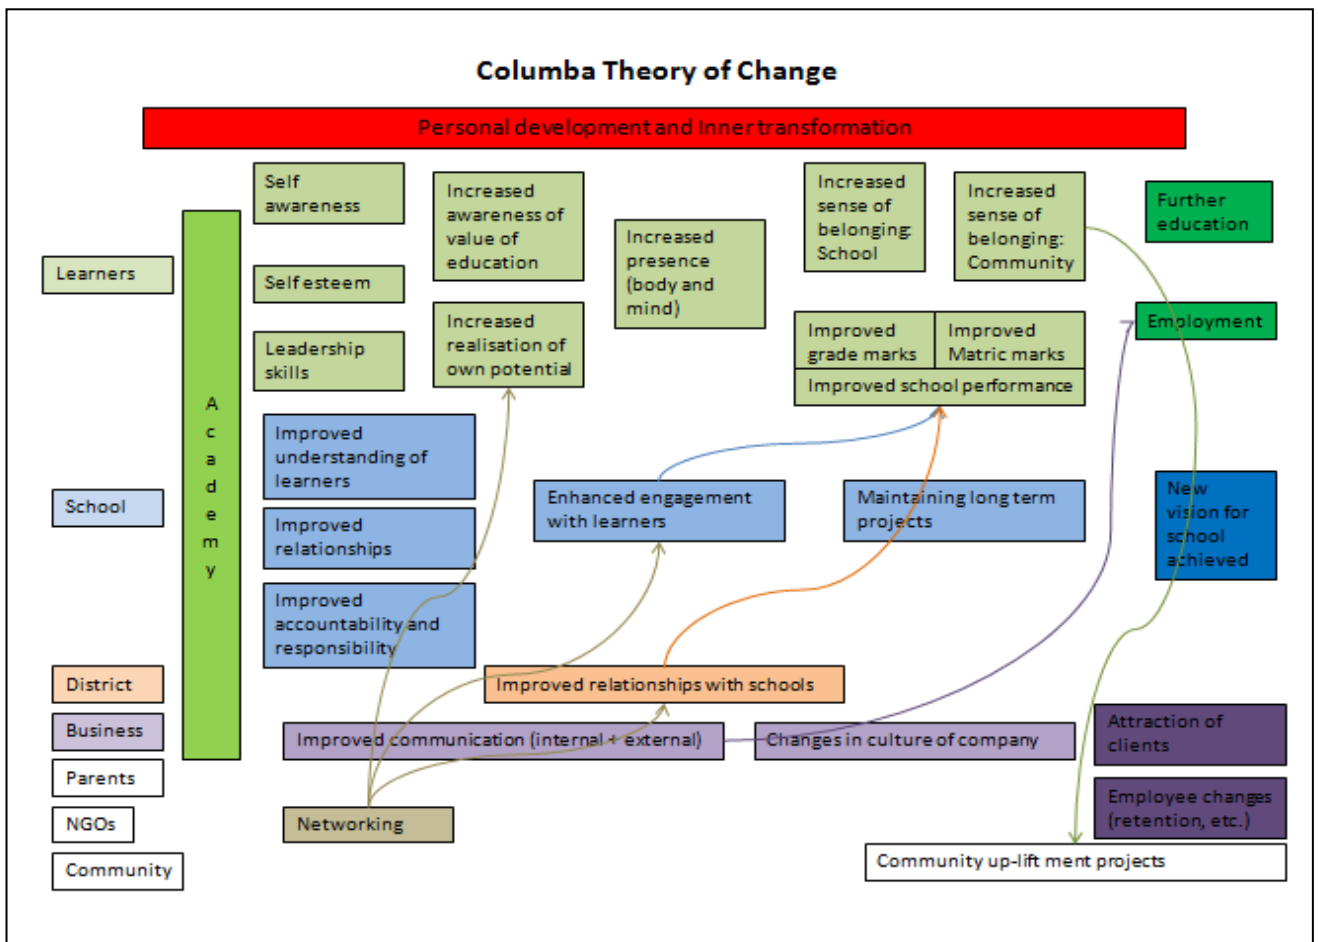 Columba Theory of Change
Personal development and Inner transformation
Learners
School
District
Business
Parents
NGOs
Community
A
c
a
d
e
m
y
Self
awareness
Self esteem
Leadership
skills
Increased
awareness of
value of
education
Increased
realisation of
own potential
Increased
presence
(body and
mind)
Increased
sense of
belonging:
School
Increased
sense of
belonging:
Community
Improved
grade marks
Improved
Matric marks
Improved school performance
Further
education
Employment
Improved
understanding of
learners
Improved
relationships
Improved
accountability and
responsibility
Enhanced engagement
with learners
Maintaining long term
projects
New
vision for
school
achieved
Improved relationships with schools
Improved communication (internal + external)
Changes in culture of company
Attraction of
clients
Employee changes
(retention, etc.)
Networking
Community up-lift ment projects